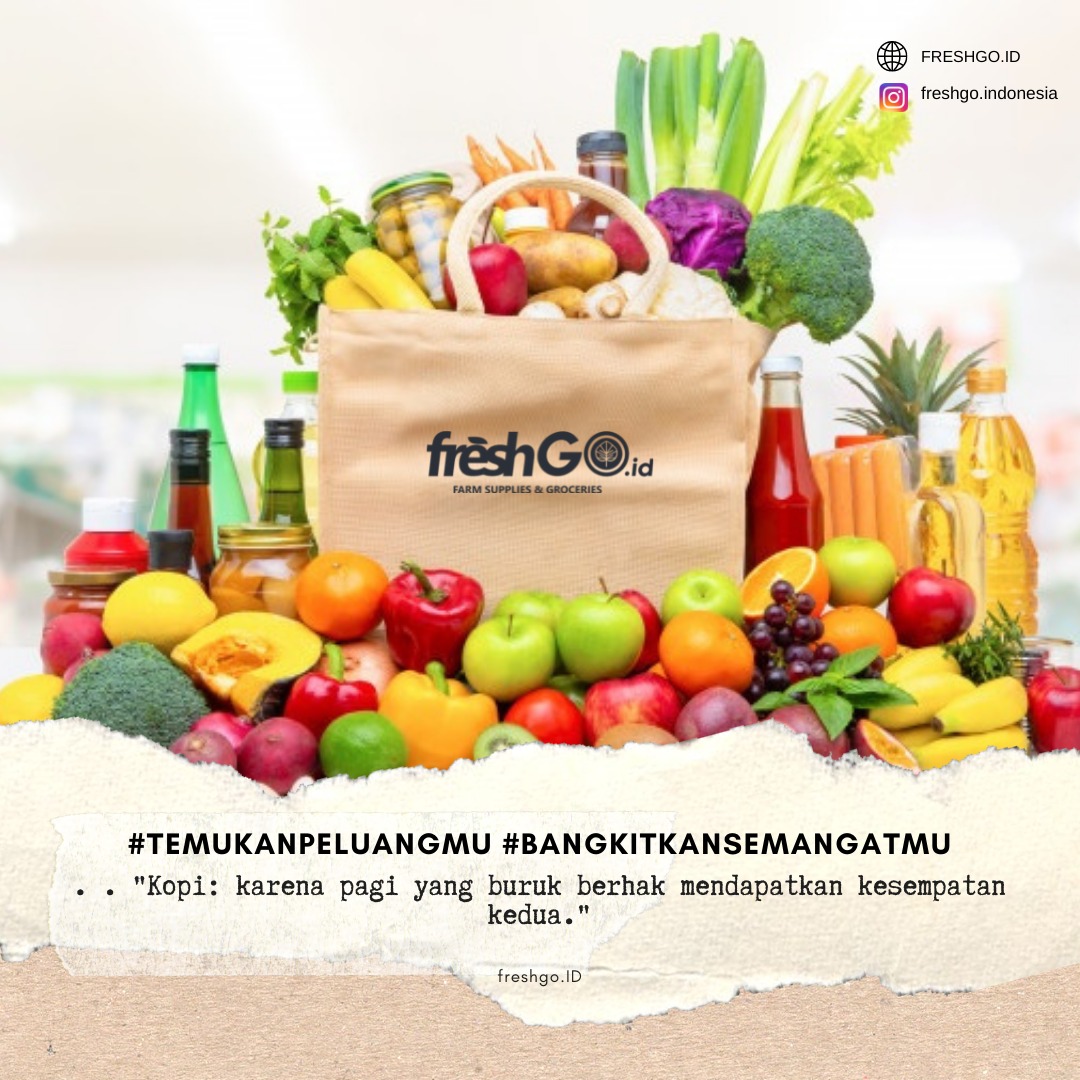 FRESHGO.ID
freshgo.indonesia
frèshGO.id
FARM SUPPLIES & GROCERIES
#TEMUKANPELUANGMU #BANGKITKANSEMANGATMU
. . "Kopi: karena pagi yang buruk berhak mendapatkan kesempatan
kedua."
freshgo.ID